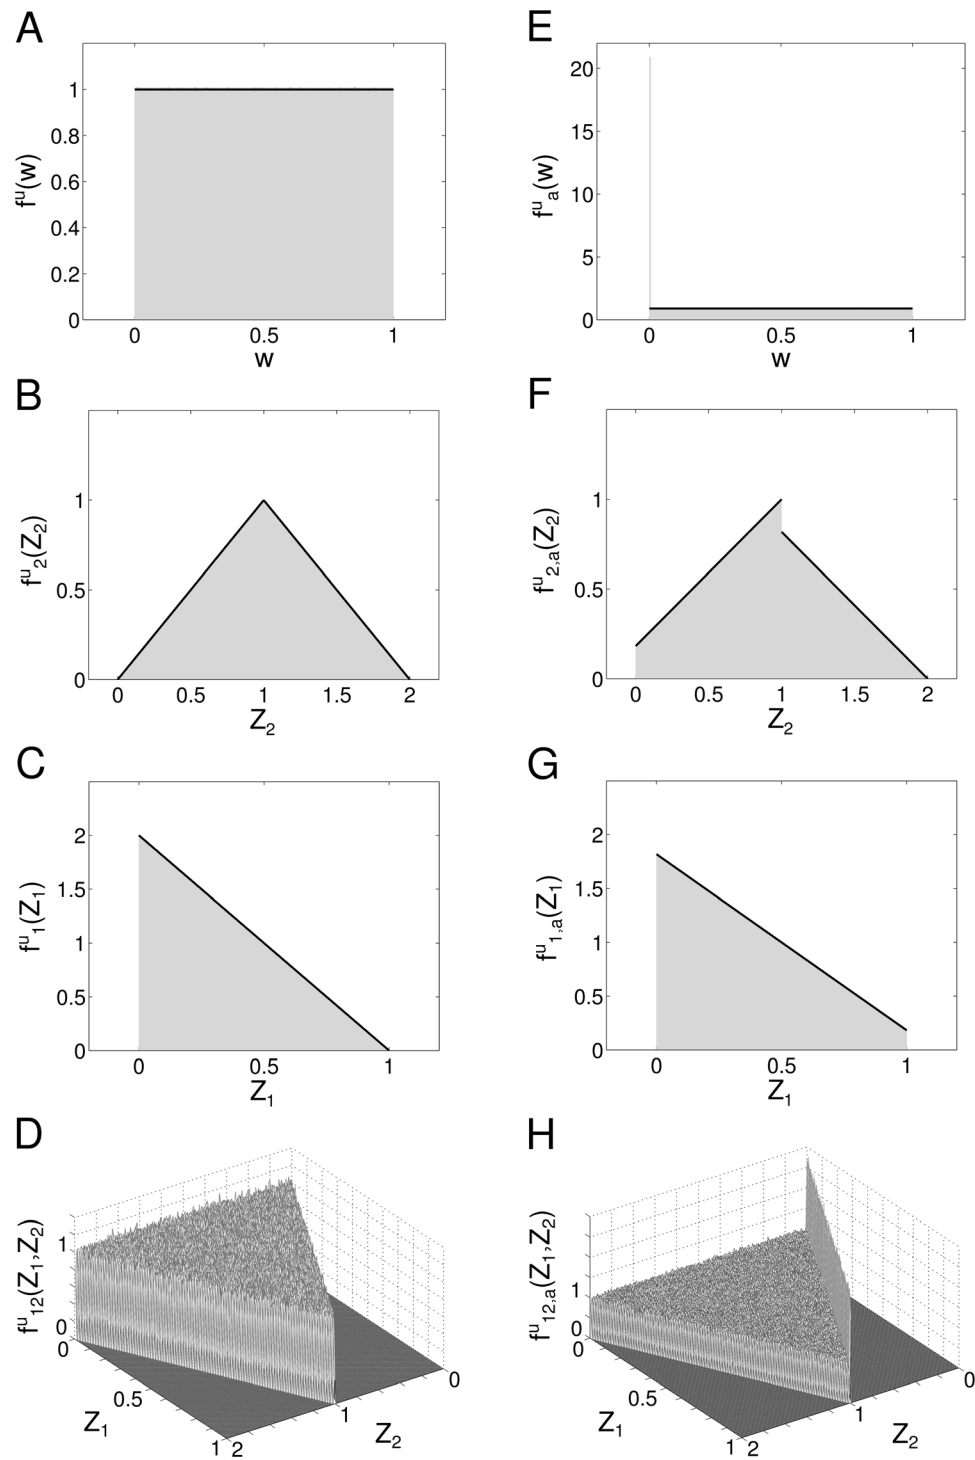 A
f^u(w)
1
0.8
0.6
0.4
0.2
0
0 0.5 1
w
E
f^u_a(w)
20
15
10
5
0
0 0.5 1
w
B
f^u_2(Z_2)
1
0.5
0
0 0.5 1 1.5 2
Z_2
F
f^u_{2,a}(Z_2)
1
0.5
0
0 0.5 1 1.5 2
Z_2
C
f^u_1(Z_1)
2
1.5
1
0.5
0
0 0.5 1
Z_1
G
f^u_{1,a}(Z_1)
2
1.5
1
0.5
0
0 0.5 1
Z_1
D
f^u_{12}(Z_1,Z_2)
1
0
0
0.5
1
Z_1
2
1
0
Z_2
H
f^u_{12,a}(Z_1,Z_2)
1
0
0
0.5
1
Z_1
2
1
0
Z_2